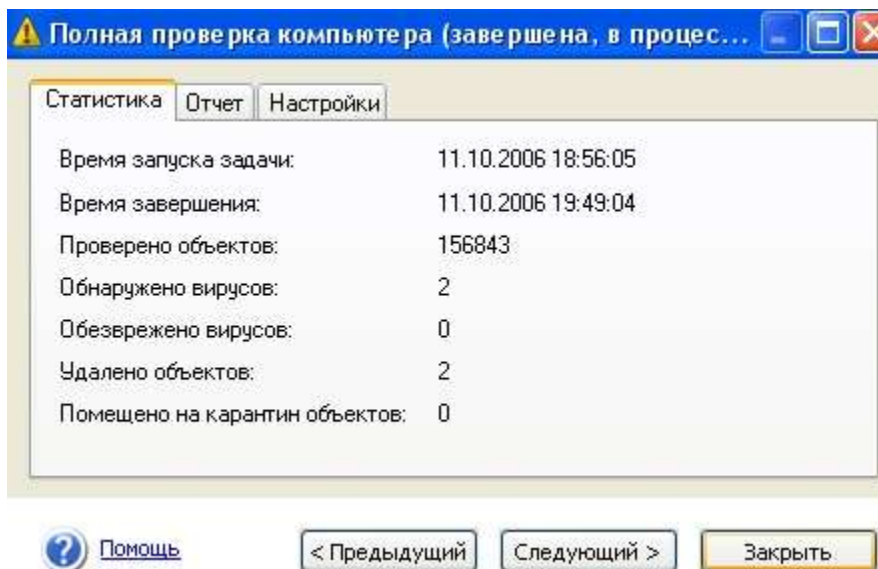 Полная проверка компьютера (завершена, в процес...
Статистика Отчет Настройки
Время запуска задачи: 11.10.2006 18:56:05
Время завершения: 11.10.2006 19:49:04
Проверено объектов: 156843
Обнаружено вирусов: 2
Обезврежено вирусов: 0
Удалено объектов: 2
Помещено на карантин объектов: 0
Помощь < Предыдущий Следующий > Закрыть